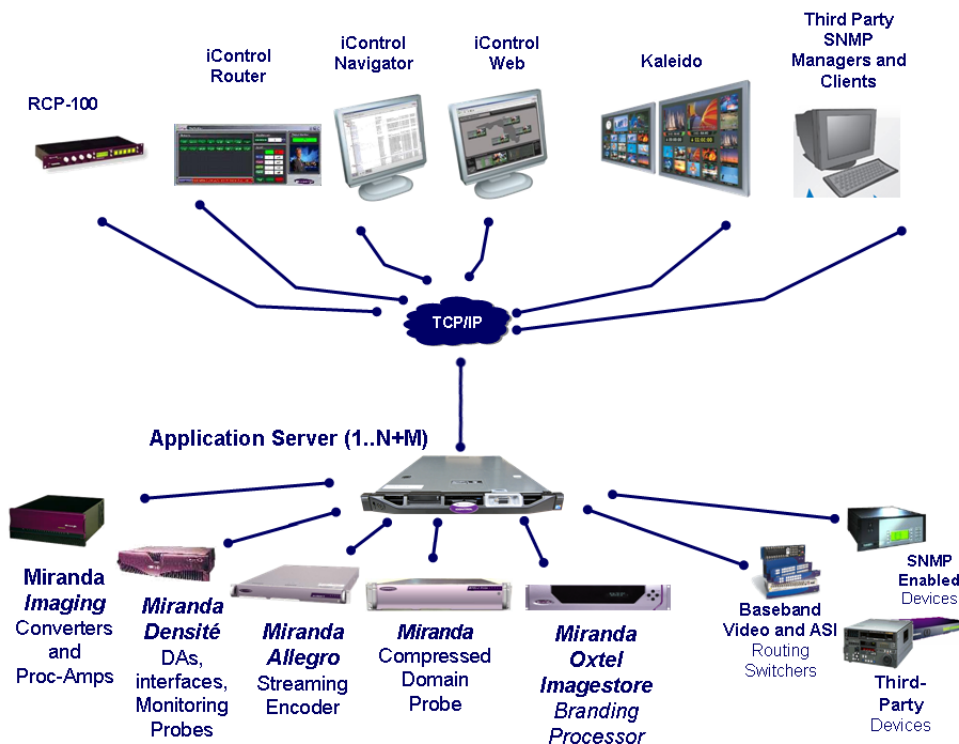 RCP-100
iControl
Router
iControl
Navigator
iControl
Web
Kaleido
Third Party
SNMP
Managers and
Clients
TCP/IP
Application Server (1..N+M)
Miranda
Imaging
Converters
and
Proc-Amps
Miranda
Densité
DAs,
interfaces,
Monitoring
Probes
Miranda
Allegro
Streaming
Encoder
Miranda
Compressed
Domain
Probe
Miranda
Oxtel
Imagestore
Branding
Processor
Baseband
Video and ASI
Routing
Switchers
SNMP
Enabled
Devices
Third-
Party
Devices